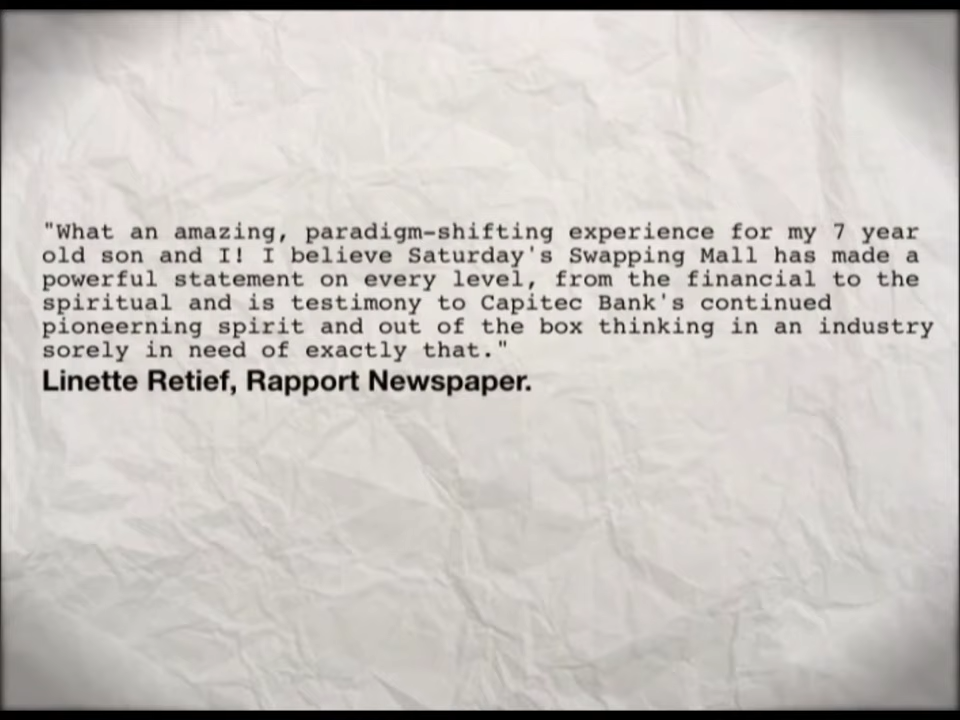 "What an amazing, paradigm-shifting experience for my 7 year
old son and I! I believe Saturday's Swapping Mall has made a
powerful statement on every level, from the financial to the
spiritual and is testimony to Capitec Bank's continued
pioneerning spirit and out of the box thinking in an industry
sorely in need of exactly that."
Linette Retief, Rapport Newspaper.